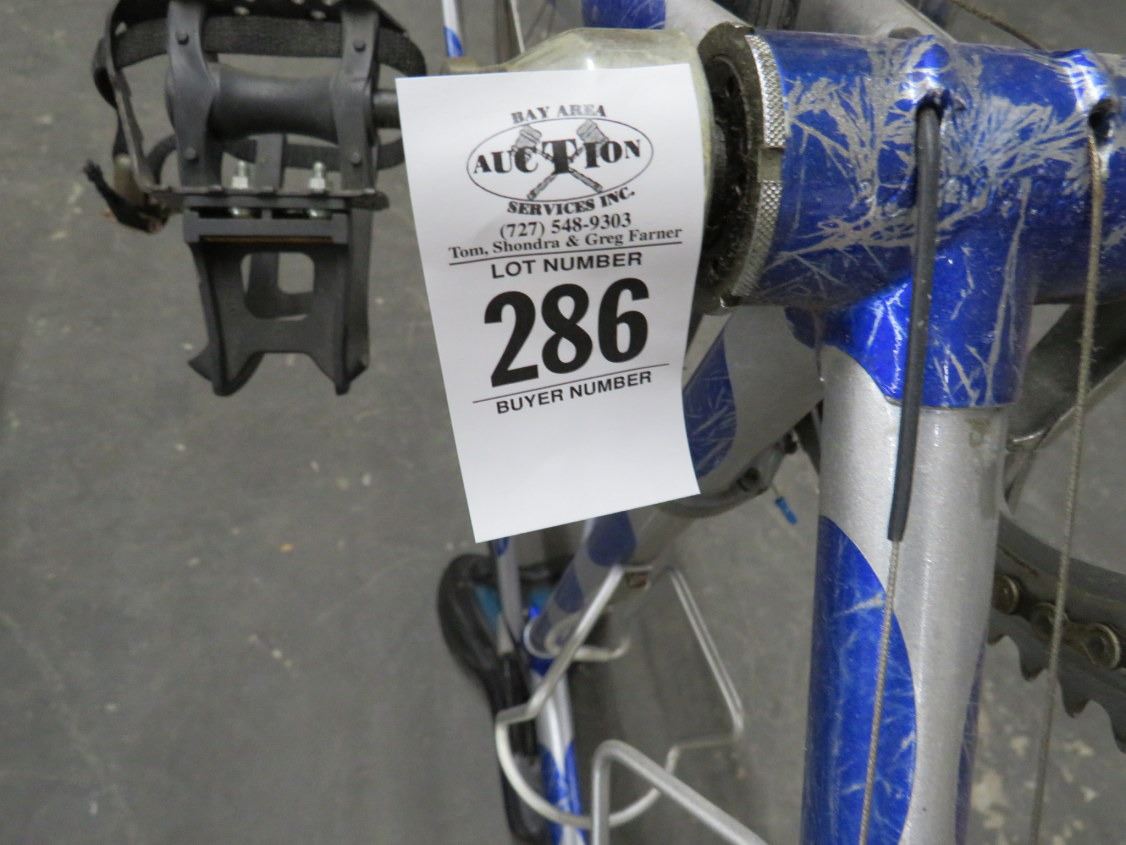 BAY AREA
AUCTION
SERVICES INC.
(727) 548-9303
Tom, Shondra & Greg Farner
LOT NUMBER
286
BUYER NUMBER